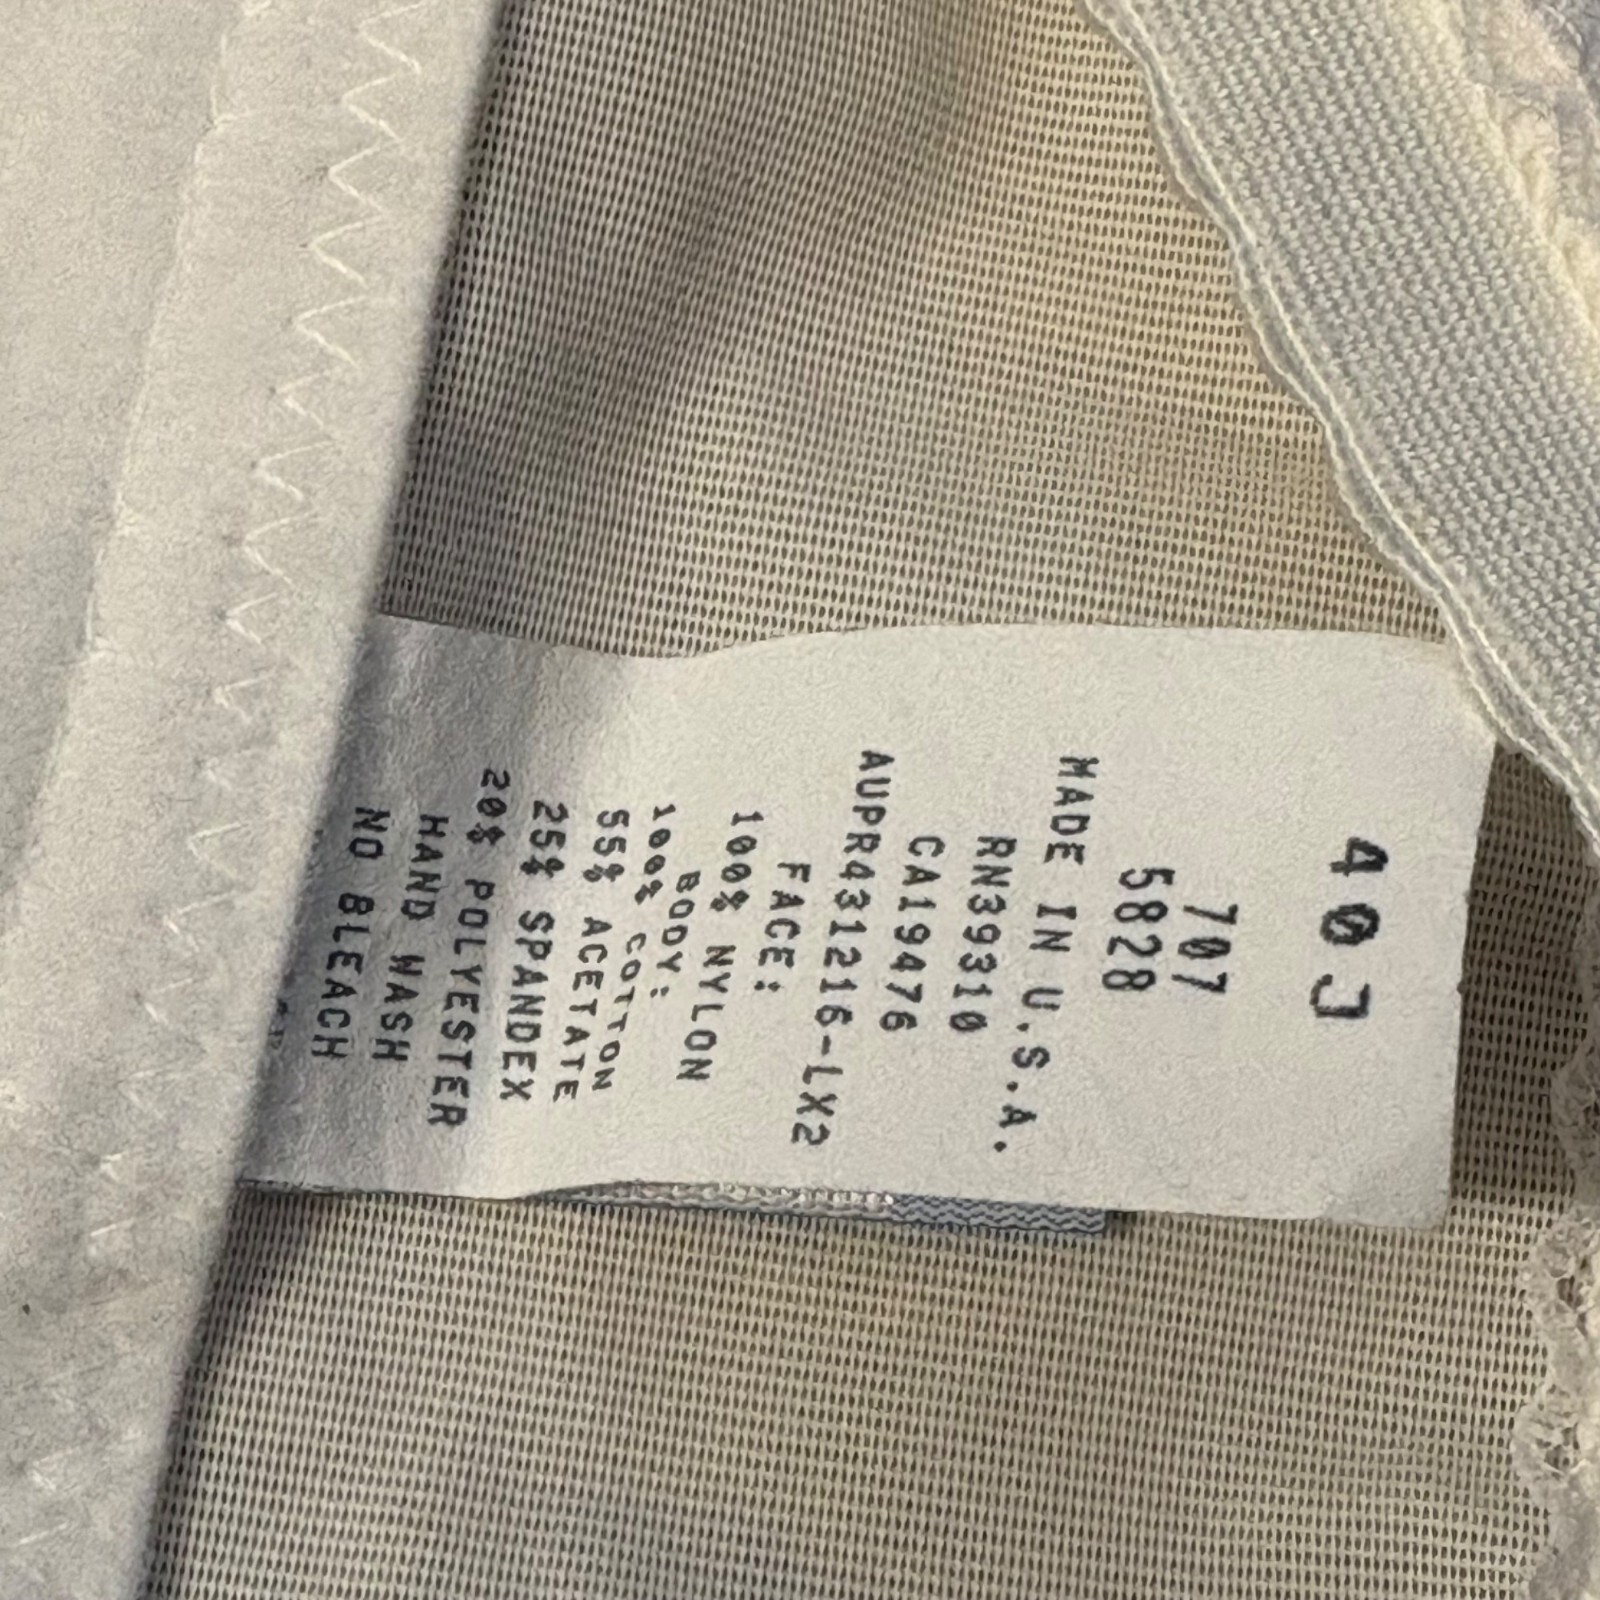 40J
707
5828
MADE IN U.S.A.
RN39310
CA19476
AUPR431216-LX2
FACE:
100% NYLON
BODY:
100% COTTON
55% ACETATE
25% SPANDEX
20% POLYESTER
HAND WASH
NO BLEACH